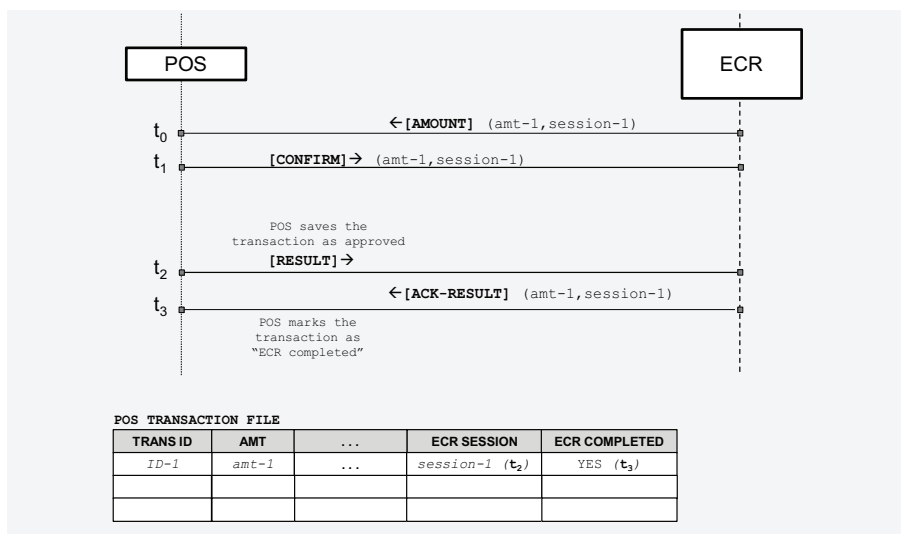 POS
ECR
t0 ←[AMOUNT] (amt-1,session-1)
t1 [CONFIRM]→ (amt-1,session-1)
POS saves the
transaction as approved
t2 [RESULT]→
t3 ←[ACK-RESULT] (amt-1,session-1)
POS marks the
transaction as
“ECR completed”
POS TRANSACTION FILE
TRANS ID AMT ... ECR SESSION ECR COMPLETED
ID-1 amt-1 ... session-1 (t2) YES (t3)